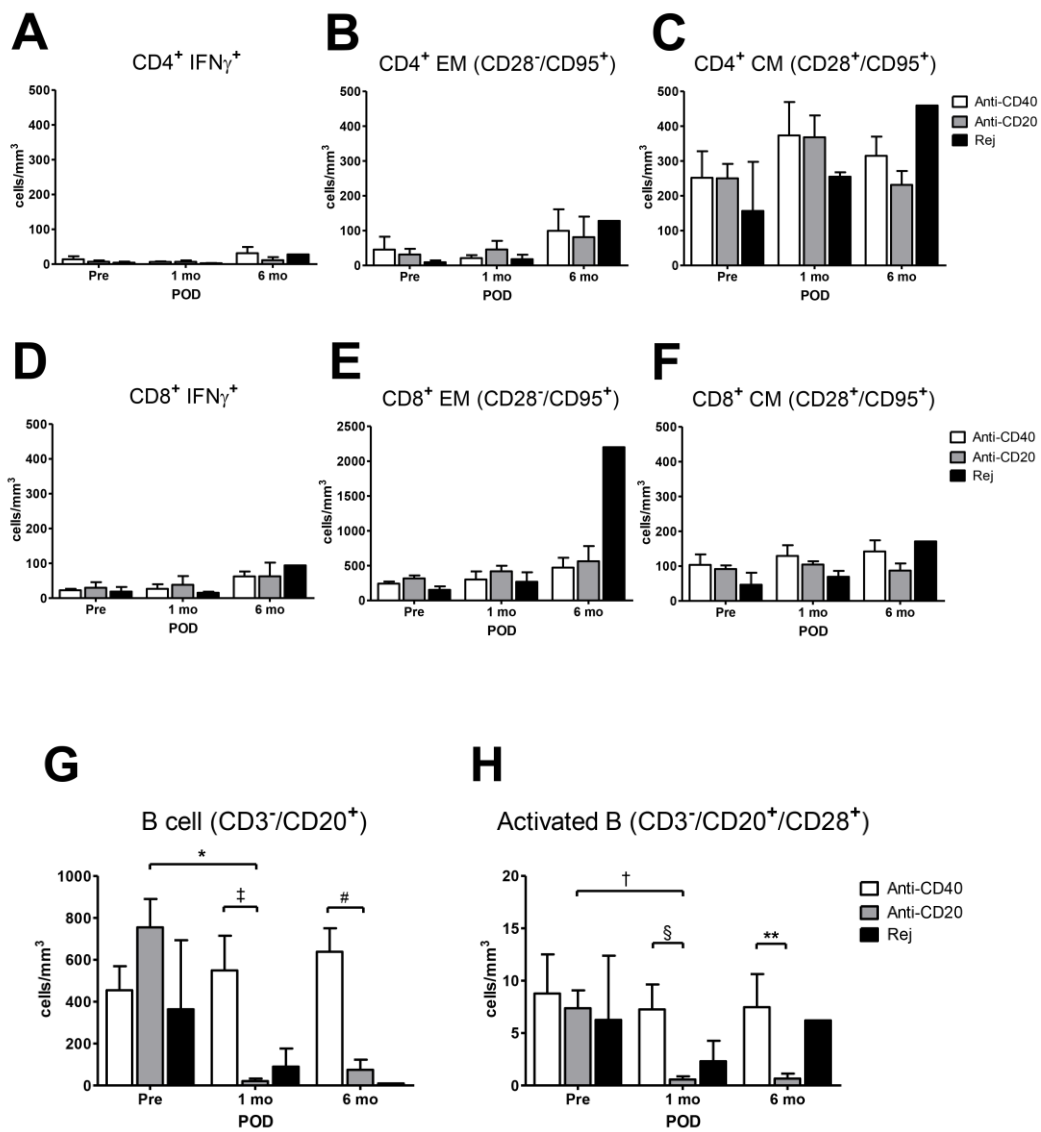 A
CD4⁺ IFNγ⁺
500
400
300
200
100
0
cells/mm³
Pre
1 mo
6 mo
POD
B
CD4⁺ EM (CD28⁻/CD95⁺)
500
400
300
200
100
0
cells/mm³
Pre
1 mo
6 mo
POD
C
CD4⁺ CM (CD28⁺/CD95⁺)
500
400
300
200
100
0
cells/mm³
Pre
1 mo
6 mo
POD
Anti-CD40
Anti-CD20
Rej
D
CD8⁺ IFNγ⁺
500
400
300
200
100
0
cells/mm³
Pre
1 mo
6 mo
POD
E
CD8⁺ EM (CD28⁻/CD95⁺)
2500
2000
1500
1000
500
0
cells/mm³
Pre
1 mo
6 mo
POD
F
CD8⁺ CM (CD28⁺/CD95⁺)
500
400
300
200
100
0
cells/mm³
Pre
1 mo
6 mo
POD
Anti-CD40
Anti-CD20
Rej
G
B cell (CD3⁻/CD20⁺)
1000
800
600
400
200
0
cells/mm³
*
‡
#
Pre
1 mo
6 mo
POD
H
Activated B (CD3⁻/CD20⁺/CD28⁺)
20
15
10
5
0
cells/mm³
†
§
**
Pre
1 mo
6 mo
POD
Anti-CD40
Anti-CD20
Rej